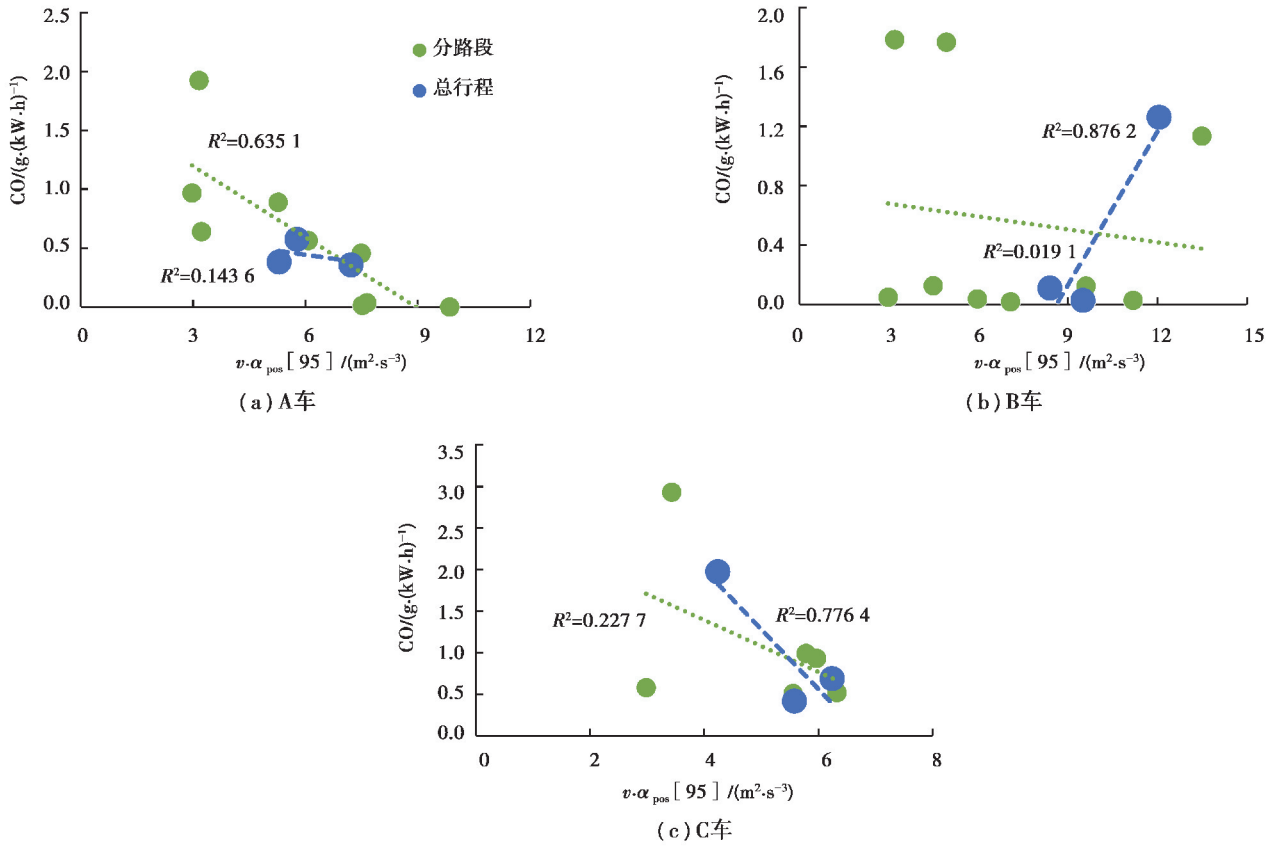 2.5
2.0
1.5
1.0
0.5
0.0
CO/(g·(kW·h)⁻¹)
分路段
总行程
R²=0.635 1
R²=0.143 6
0
3
6
9
12
v·α pos [ 95 ] /(m²·s⁻³)
( a ) A车
2.0
1.6
1.2
0.8
0.4
0.0
CO/(g·(kW·h)⁻¹)
R²=0.876 2
R²=0.019 1
0
3
6
9
12
15
v·α pos [ 95 ] /(m²·s⁻³)
( b ) B车
3.5
3.0
2.5
2.0
1.5
1.0
0.5
0.0
CO/(g·(kW·h)⁻¹)
R²=0.227 7
R²=0.776 4
0
2
4
6
8
v·α pos [ 95 ] /(m²·s⁻³)
( c ) C车